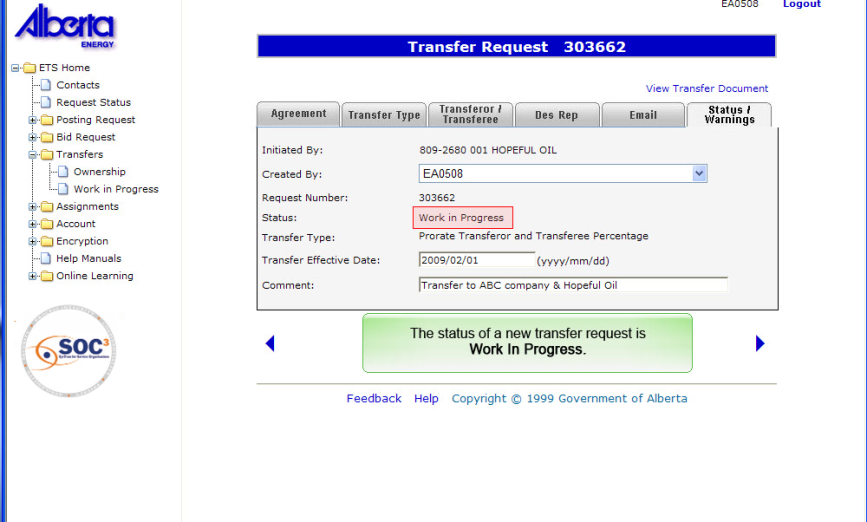 EA0508 Logout
Alberta
ENERGY
Transfer Request 303662
ETS Home
Contacts
Request Status
Posting Request
Bid Request
Transfers
Ownership
Work in Progress
Assignments
Account
Encryption
Help Manuals
Online Learning
SOC3
View Transfer Document
Agreement
Transfer Type
Transferor /
Transferee
Des Rep
Email
Status /
Warnings
Initiated By: 809-2680 001 HOPEFUL OIL
Created By: EA0508
Request Number: 303662
Status: Work in Progress
Transfer Type: Prorate Transferor and Transferee Percentage
Transfer Effective Date: 2009/02/01 (yyyy/mm/dd)
Comment: Transfer to ABC company & Hopeful Oil
The status of a new transfer request is
Work In Progress.
Feedback Help Copyright © 1999 Government of Alberta